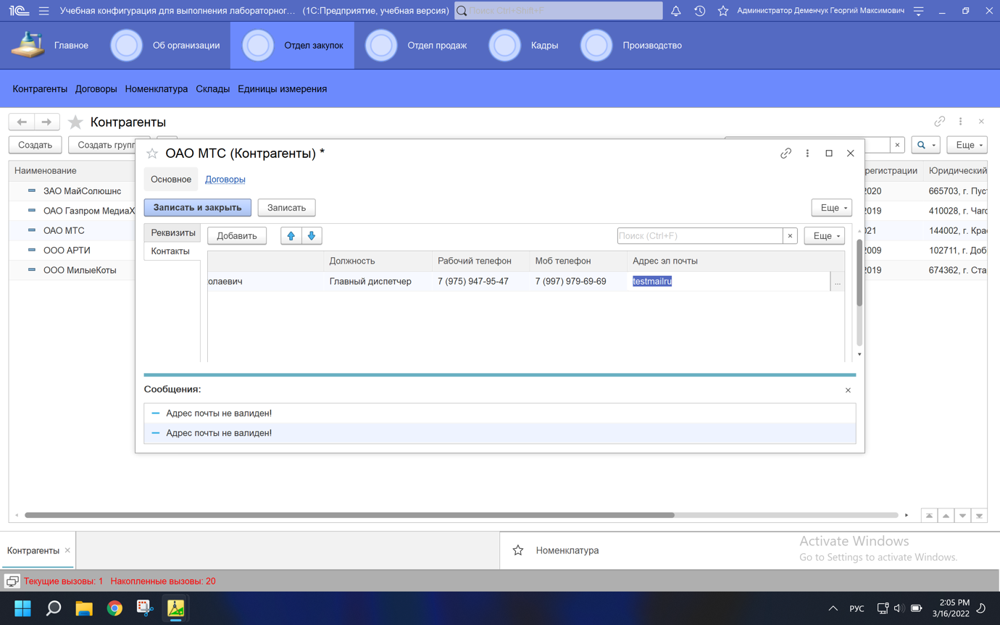 1С Учебная конфигурация для выполнения лабораторног... (1С:Предприятие, учебная версия) Поиск Ctrl+Shift+F Администратор Деменчук Георгий Максимович
Главное Об организации Отдел закупок Отдел продаж Кадры Производство
Контрагенты Договоры Номенклатура Склады Единицы измерения
Контрагенты
Создать Создать групп Еще
Наименование регистрации Юридический
ЗАО МайСолюшнс 2020 665703, г. Пус
ОАО Газпром МедиаХ 2019 410028, г. Чаго
ОАО МТС 021 144002, г. Кра
ООО АРТИ 2009 102711, г. Доб
ООО МилыеКоты 2019 674362, г. Ста
ОАО МТС (Контрагенты) *
Основное Договоры
Записать и закрыть Записать Еще
Реквизиты Добавить Поиск (Ctrl+F) Еще
Контакты
Должность Рабочий телефон Моб телефон Адрес эл почты
олаевич Главный диспетчер 7 (975) 947-95-47 7 (997) 979-69-69 testmailru ...
Сообщения:
Адрес почты не валиден!
Адрес почты не валиден!
Контрагенты Номенклатура
Activate Windows
Go to Settings to activate Windows.
Текущие вызовы: 1 Накопленные вызовы: 20
РУС 2:05 PM
3/16/2022